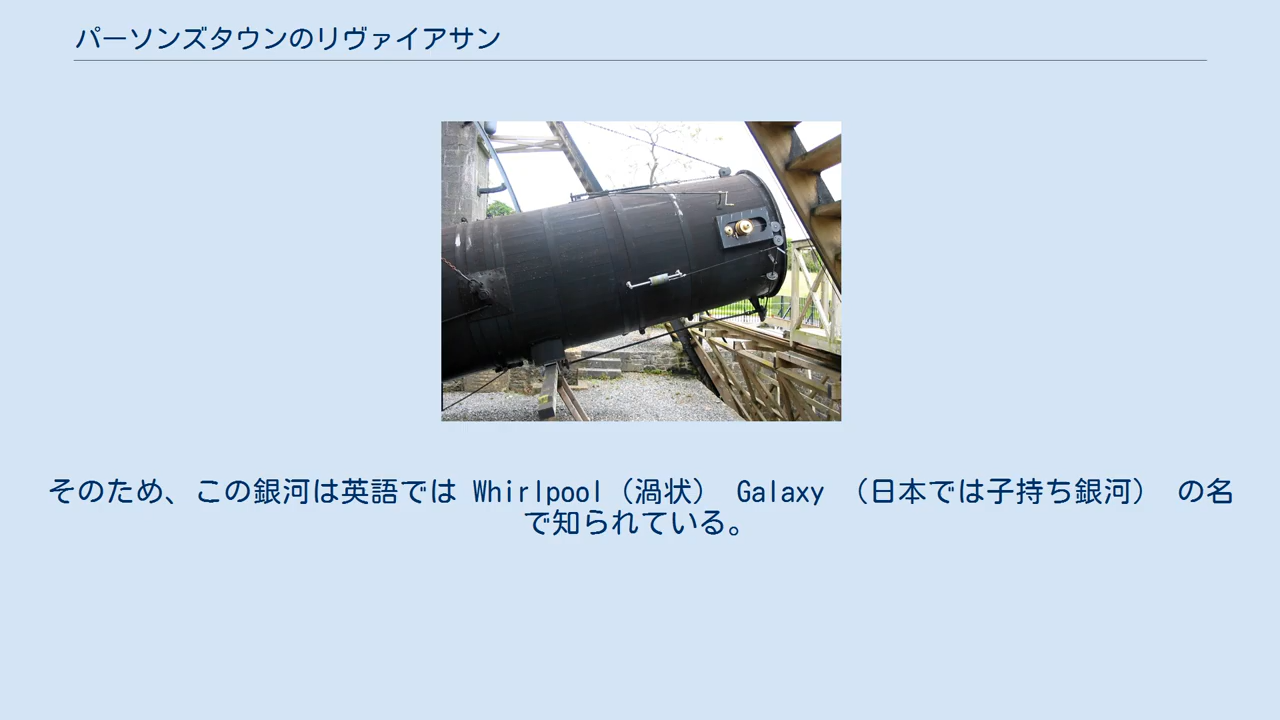 パーソンズタウンのリヴァイアサン
そのため、この銀河は英語では Whirlpool（渦状） Galaxy （日本では子持ち銀河） の名
で知られている。